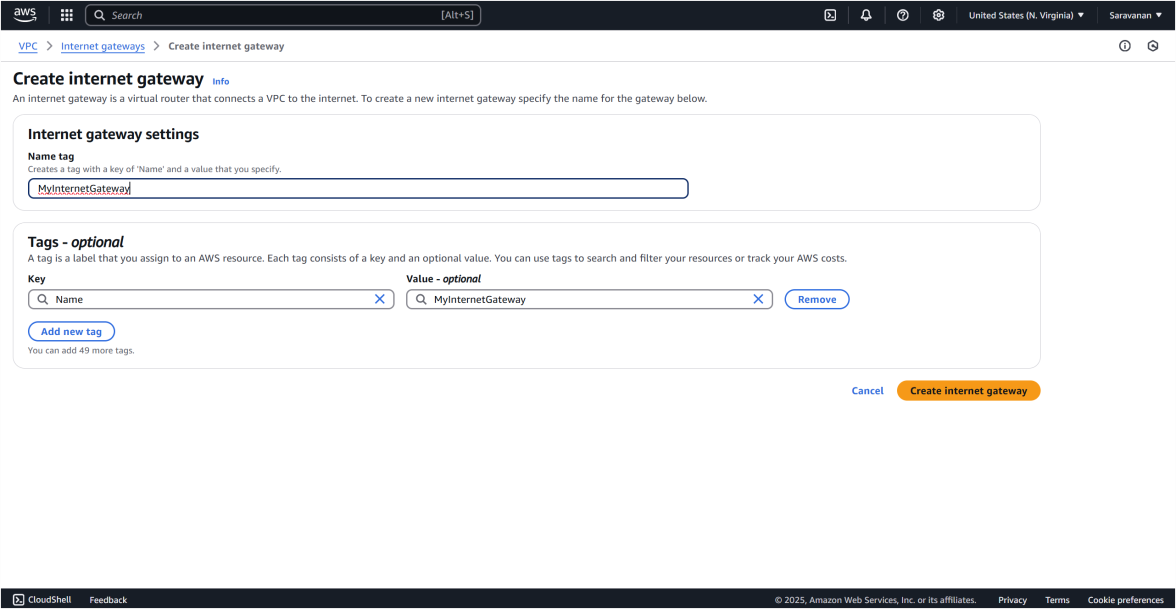 aws Search [Alt+S] United States (N. Virginia) Saravanan
VPC Internet gateways Create internet gateway
Create internet gateway Info
An internet gateway is a virtual router that connects a VPC to the internet. To create a new internet gateway specify the name for the gateway below.
Internet gateway settings
Name tag
Creates a tag with a key of 'Name' and a value that you specify.
MyInternetGateway
Tags - optional
A tag is a label that you assign to an AWS resource. Each tag consists of a key and an optional value. You can use tags to search and filter your resources or track your AWS costs.
Key Value - optional
Name MyInternetGateway Remove
Add new tag
You can add 49 more tags.
Cancel Create internet gateway
CloudShell Feedback © 2025, Amazon Web Services, Inc. or its affiliates. Privacy Terms Cookie preferences